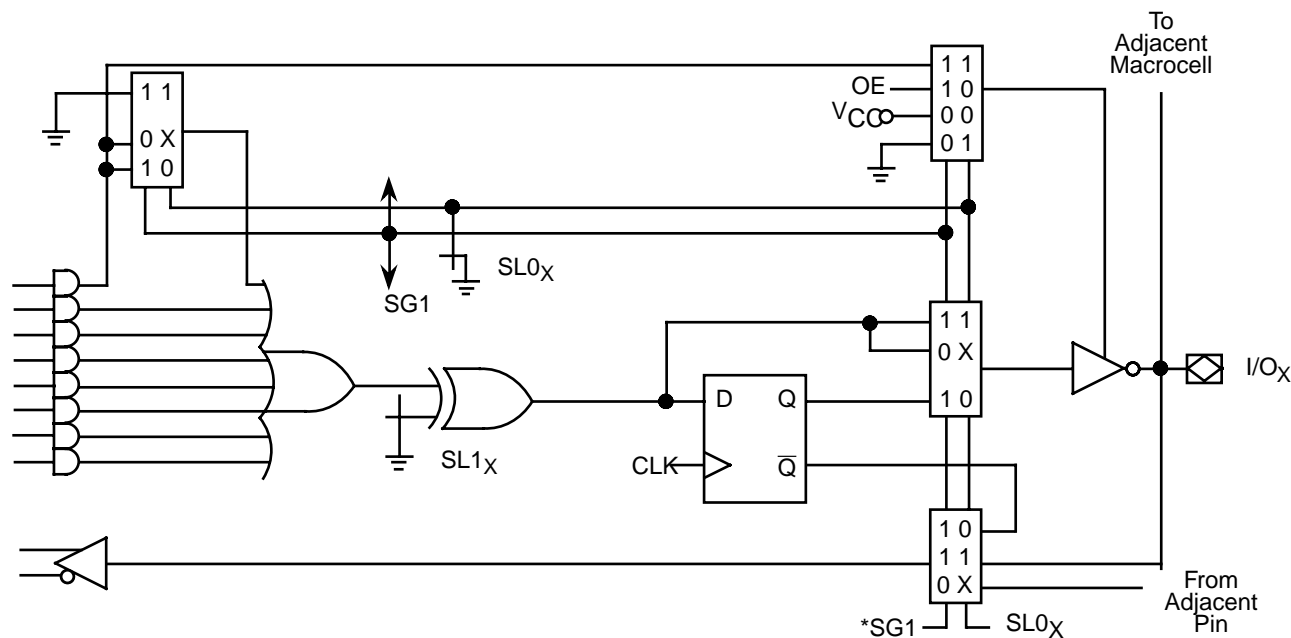 To
Adjacent
Macrocell
1 1
0 X
1 0
OE
VCC
1 1
1 0
0 0
0 1
SG1
SL0X
1 1
0 X
1 0
I/OX
D Q
CLK
Q̅
SL1X
1 0
1 1
0 X
From
Adjacent
Pin
*SG1
SL0X